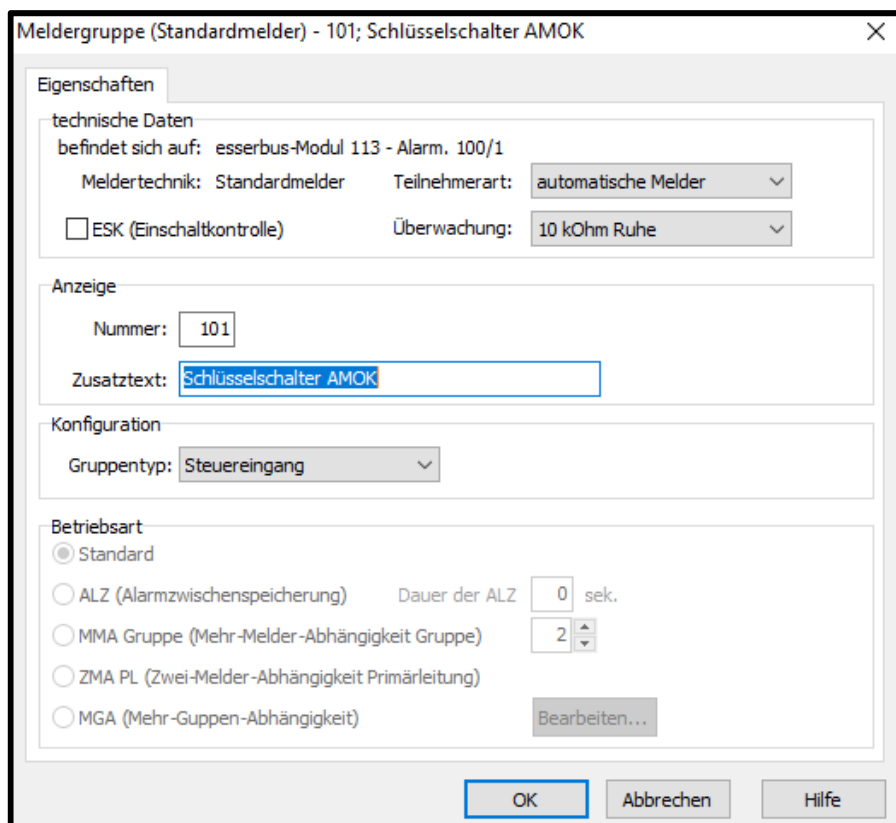 Meldergruppe (Standardmelder) - 101; Schlüsselschalter AMOK
Eigenschaften
technische Daten
befindet sich auf: esserbus-Modul 113 - Alarm. 100/1
Meldertechnik: Standardmelder Teilnehmerart: automatische Melder
ESK (Einschaltkontrolle) Überwachung: 10 kOhm Ruhe
Anzeige
Nummer: 101
Zusatztext: Schlüsselschalter AMOK
Konfiguration
Gruppentyp: Steuereingang
Betriebsart
Standard
ALZ (Alarmzwischenspeicherung) Dauer der ALZ 0 sek.
MMA Gruppe (Mehr-Melder-Abhängigkeit Gruppe) 2
ZMA PL (Zwei-Melder-Abhängigkeit Primärleitung)
MGA (Mehr-Guppen-Abhängigkeit) Bearbeiten...
OK Abbrechen Hilfe